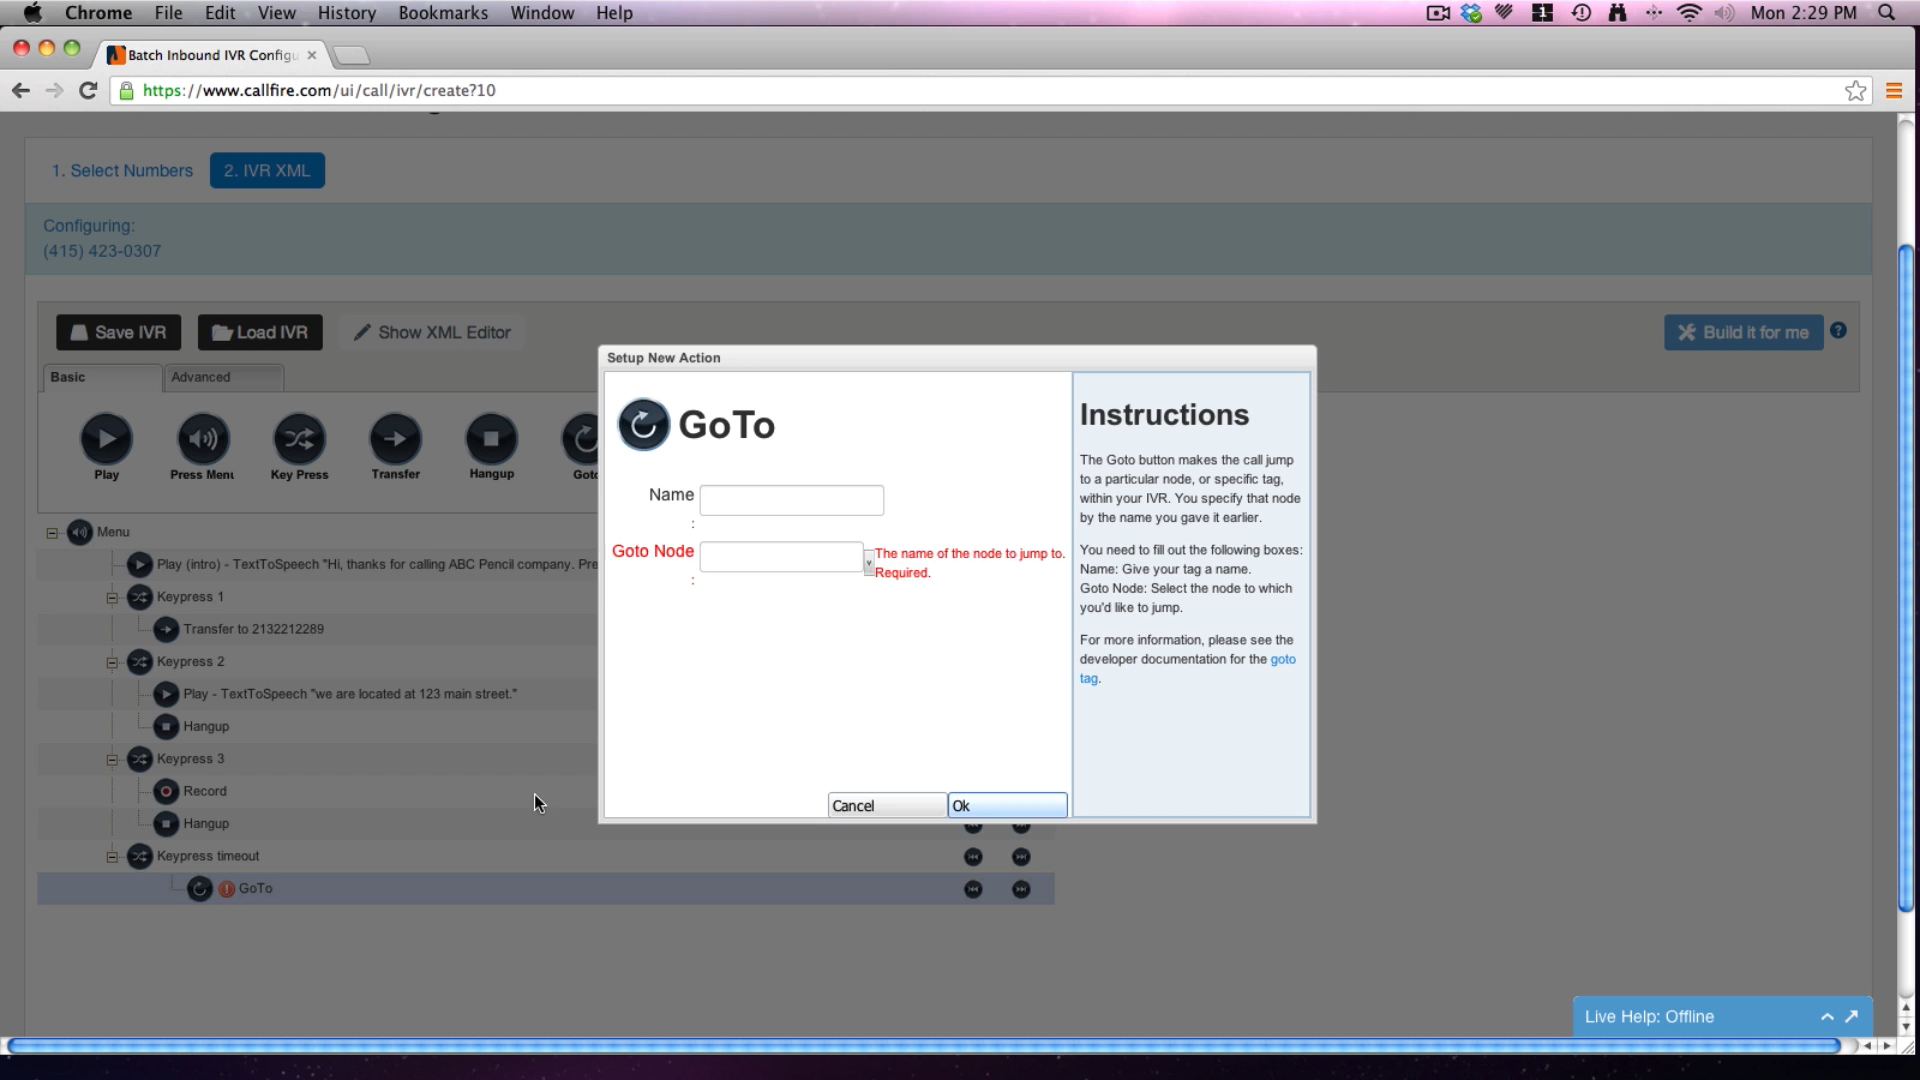 Chrome File Edit View History Bookmarks Window Help
1
Mon 2:29 PM
Batch Inbound IVR Configu
https://www.callfire.com/ui/call/ivr/create?10
1. Select Numbers
2. IVR XML
Configuring:
(415) 423-0307
Save IVR
Load IVR
Show XML Editor
Build it for me
?
Basic
Advanced
Play
Press Menu
Key Press
Transfer
Hangup
Goto
Menu
Play (intro) - TextToSpeech "Hi, thanks for calling ABC Pencil company. Pre
Keypress 1
Transfer to 2132212289
Keypress 2
Play - TextToSpeech "we are located at 123 main street."
Hangup
Keypress 3
Record
Hangup
Keypress timeout
GoTo
Setup New Action
GoTo
Name
:
Goto Node
:
The name of the node to jump to.
Required.
Cancel
Ok
Instructions
The Goto button makes the call jump
to a particular node, or specific tag,
within your IVR. You specify that node
by the name you gave it earlier.
You need to fill out the following boxes:
Name: Give your tag a name.
Goto Node: Select the node to which
you'd like to jump.
For more information, please see the
developer documentation for the goto
tag.
Live Help: Offline